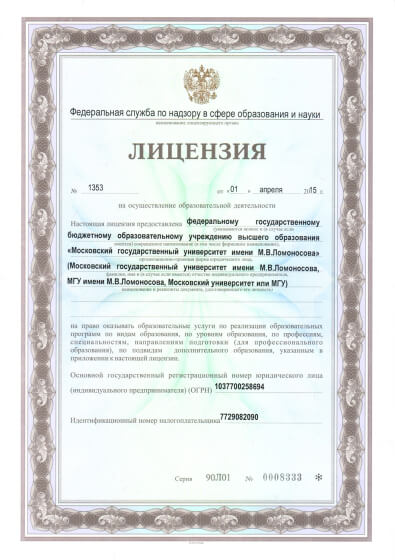 Федеральная служба по надзору в сфере образования и науки
наименование лицензирующего органа
ЛИЦЕНЗИЯ
№ 1353 от « 01 » апреля 2015 г.
на осуществление образовательной деятельности
Настоящая лицензия предоставлена федеральному государственному
(указываются полное и (в случае если
бюджетному образовательному учреждению высшего образования
имеется) сокращенное наименование (в том числе фирменное наименование),
«Московский государственный университет имени М.В.Ломоносова»
организационно-правовая форма юридического лица,
(Московский государственный университет имени М.В.Ломоносова,
фамилия, имя и (в случае если имеется) отчество индивидуального предпринимателя,
МГУ имени М.В.Ломоносова, Московский университет или МГУ)
наименование и реквизиты документа, удостоверяющего его личность)
на право оказывать образовательные услуги по реализации образовательных
программ по видам образования, по уровням образования, по профессиям,
специальностям, направлениям подготовки (для профессионального
образования), по подвидам дополнительного образования, указанным в
приложении к настоящей лицензии.
Основной государственный регистрационный номер юридического лица
(индивидуального предпринимателя) (ОГРН) 1037700258694
Идентификационный номер налогоплательщика 7729082090
Серия 90Л01 № 0008333 *